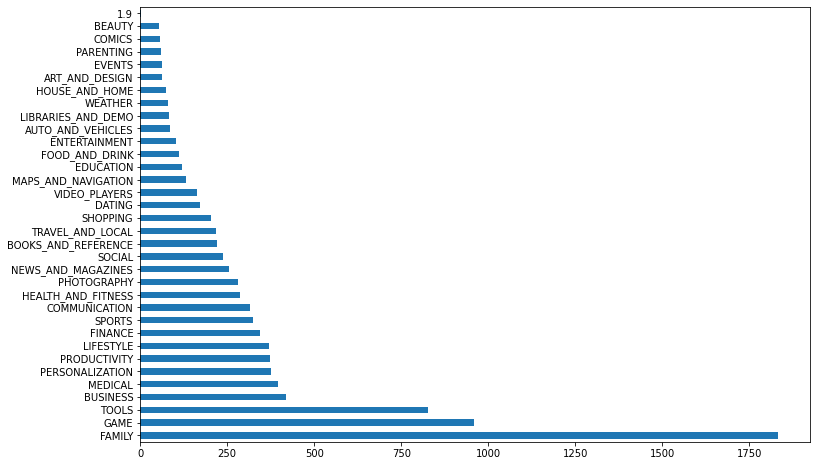 1.9
BEAUTY
COMICS
PARENTING
EVENTS
ART_AND_DESIGN
HOUSE_AND_HOME
WEATHER
LIBRARIES_AND_DEMO
AUTO_AND_VEHICLES
ENTERTAINMENT
FOOD_AND_DRINK
EDUCATION
MAPS_AND_NAVIGATION
VIDEO_PLAYERS
DATING
SHOPPING
TRAVEL_AND_LOCAL
BOOKS_AND_REFERENCE
SOCIAL
NEWS_AND_MAGAZINES
PHOTOGRAPHY
HEALTH_AND_FITNESS
COMMUNICATION
SPORTS
FINANCE
LIFESTYLE
PRODUCTIVITY
PERSONALIZATION
MEDICAL
BUSINESS
TOOLS
GAME
FAMILY
0 250 500 750 1000 1250 1500 1750